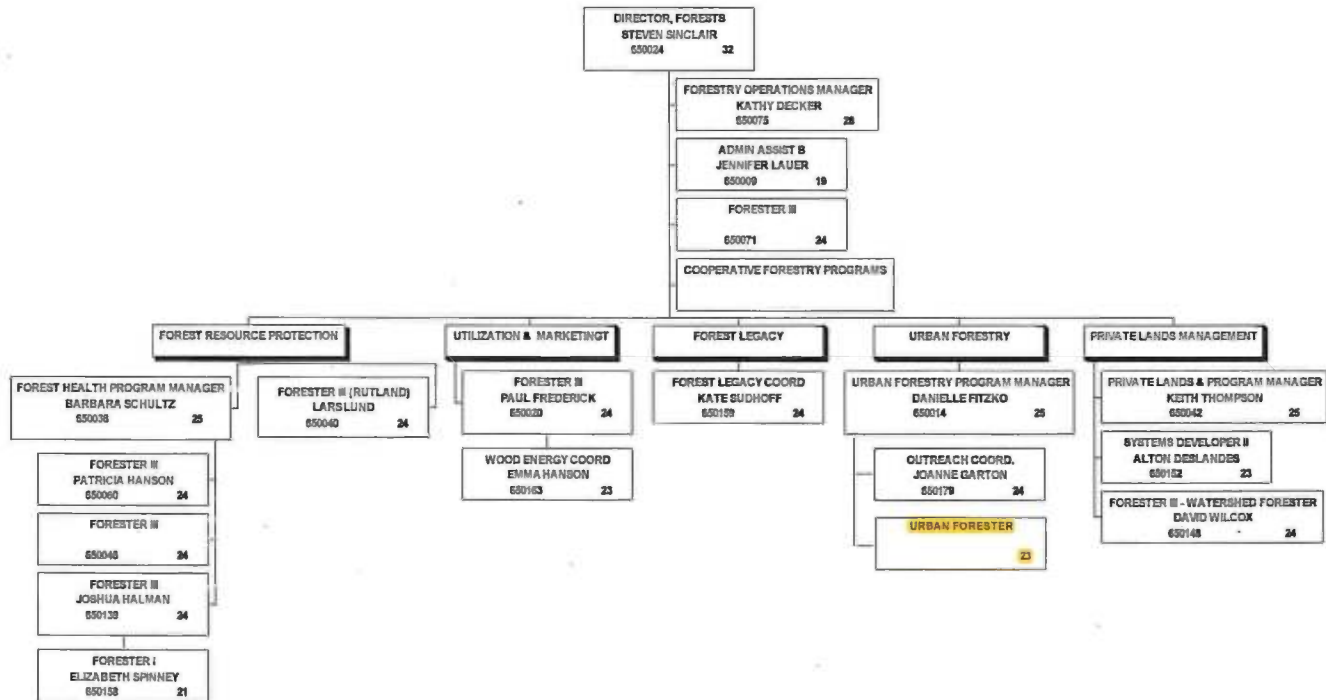 DIRECTOR, FORESTS
STEVEN SINCLAIR
650024 32
FORESTRY OPERATIONS MANAGER
KATHY DECKER
650075 28
ADMIN ASSIST B
JENNIFER LAUER
650009 19
FORESTER III
650071 24
COOPERATIVE FORESTRY PROGRAMS
FOREST RESOURCE PROTECTION
UTILIZATION & MARKETINGT
FOREST LEGACY
URBAN FORESTRY
PRIVATE LANDS MANAGEMENT
FOREST HEALTH PROGRAM MANAGER
BARBARA SCHULTZ
650036 25
FORESTER III (RUTLAND)
LARS LUND
650040 24
FORESTER III
PATRICIA HANSON
650060 24
FORESTER III
650048 24
FORESTER III
JOSHUA HALMAN
650139 24
FORESTER I
ELIZABETH SPINNEY
650158 21
FORESTER III
PAUL FREDERICK
650020 24
WOOD ENERGY COORD
EMMA HANSON
650163 23
FOREST LEGACY COORD
KATE SUDHOFF
650159 24
URBAN FORESTRY PROGRAM MANAGER
DANIELLE FITZKO
650014 25
OUTREACH COORD.
JOANNE GARTON
650179 24
URBAN FORESTER
23
PRIVATE LANDS & PROGRAM MANAGER
KEITH THOMPSON
650042 25
SYSTEMS DEVELOPER II
ALTON DESLANDES
650152 23
FORESTER III - WATERSHED FORESTER
DAVID WILCOX
650148 24